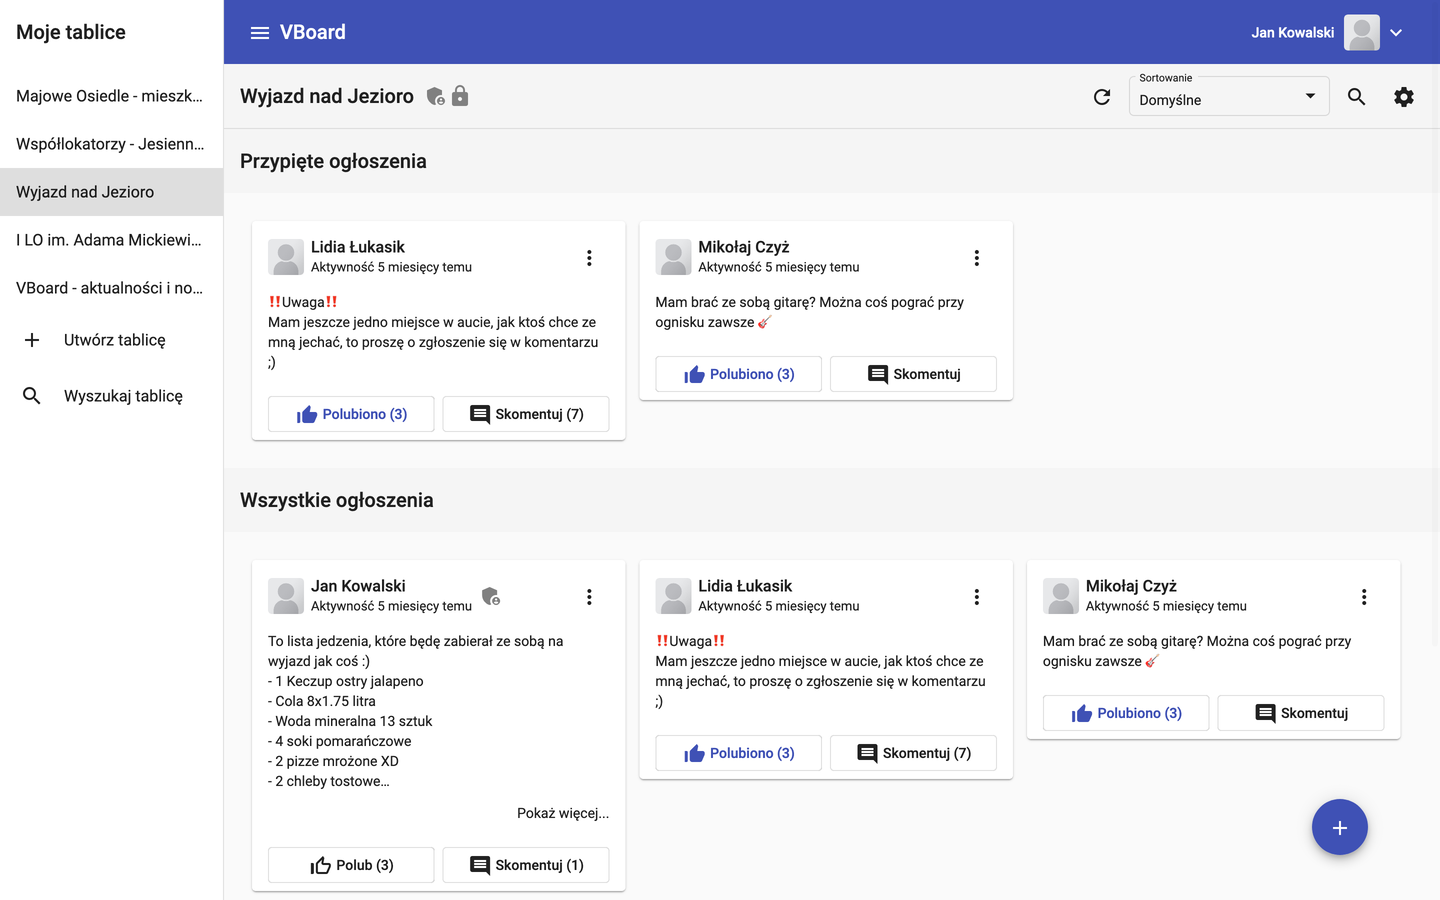 Moje tablice
Majowe Osiedle - mieszk...
Współlokatorzy - Jesienn...
Wyjazd nad Jezioro
I LO im. Adama Mickiewi...
VBoard - aktualności i no...
Utwórz tablicę
Wyszukaj tablicę
VBoard
Jan Kowalski
Wyjazd nad Jezioro
Sortowanie
Domyślne
Przypięte ogłoszenia
Lidia Łukasik
Aktywność 5 miesięcy temu
‼️Uwaga‼️
Mam jeszcze jedno miejsce w aucie, jak ktoś chce ze
mną jechać, to proszę o zgłoszenie się w komentarzu
;)
Polubiono (3)
Skomentuj (7)
Mikołaj Czyż
Aktywność 5 miesięcy temu
Mam brać ze sobą gitarę? Można coś pograć przy
ognisku zawsze 🎸
Polubiono (3)
Skomentuj
Wszystkie ogłoszenia
Jan Kowalski
Aktywność 5 miesięcy temu
To lista jedzenia, które będę zabierał ze sobą na
wyjazd jak coś :)
- 1 Keczup ostry jalapeno
- Cola 8x1.75 litra
- Woda mineralna 13 sztuk
- 4 soki pomarańczowe
- 2 pizze mrożone XD
- 2 chleby tostowe...
Pokaż więcej...
Polub (3)
Skomentuj (1)
Lidia Łukasik
Aktywność 5 miesięcy temu
‼️Uwaga‼️
Mam jeszcze jedno miejsce w aucie, jak ktoś chce ze
mną jechać, to proszę o zgłoszenie się w komentarzu
;)
Polubiono (3)
Skomentuj (7)
Mikołaj Czyż
Aktywność 5 miesięcy temu
Mam brać ze sobą gitarę? Można coś pograć przy
ognisku zawsze 🎸
Polubiono (3)
Skomentuj